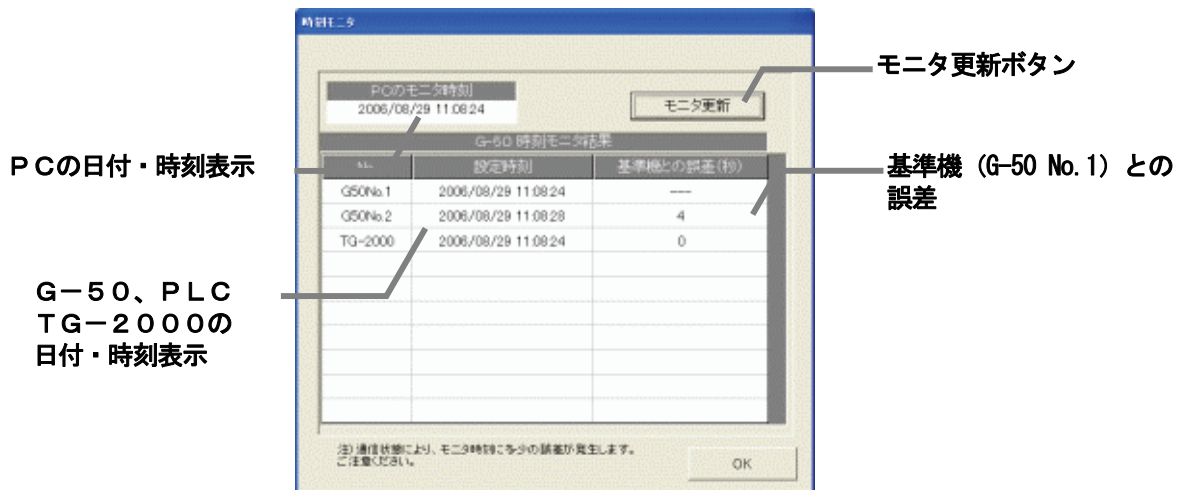 時刻モニタ
モニタ更新ボタン
PCのモニタ時刻
2006/08/29 11:08:24
モニタ更新
G-50 時刻モニタ結果
ＰＣの日付・時刻表示
基準機（G-50 No.1）との
誤差
設定時刻
基準機との誤差(秒)
G50No.1
2006/08/29 11:08:24
---
G50No.2
2006/08/29 11:08:28
4
TG-2000
2006/08/29 11:08:24
0
Ｇ－５０、ＰＬＣ
ＴＧ－２０００の
日付・時刻表示
注) 通信状態により、モニタ時刻に多少の誤差が発生します。
ご注意ください。
OK